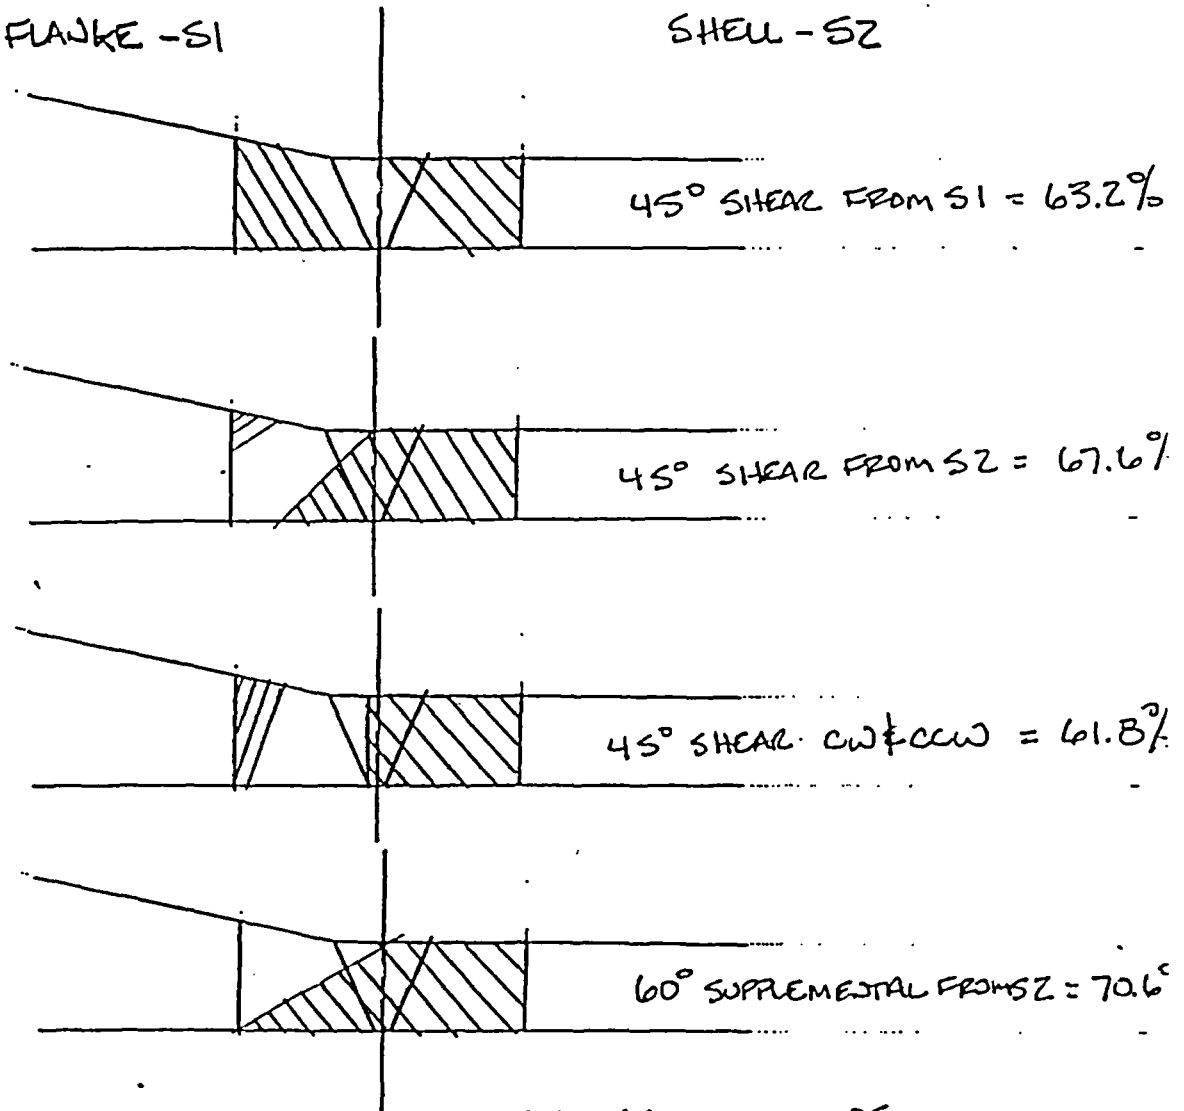 FLANGE - S1
SHELL - S2
45° SHEAR FROM S1 = 63.2%
45° SHEAR FROM S2 = 67.6%
45° SHEAR CW & CCW = 61.8%
60° SUPPLEMENTAL FROM S2 = 70.6